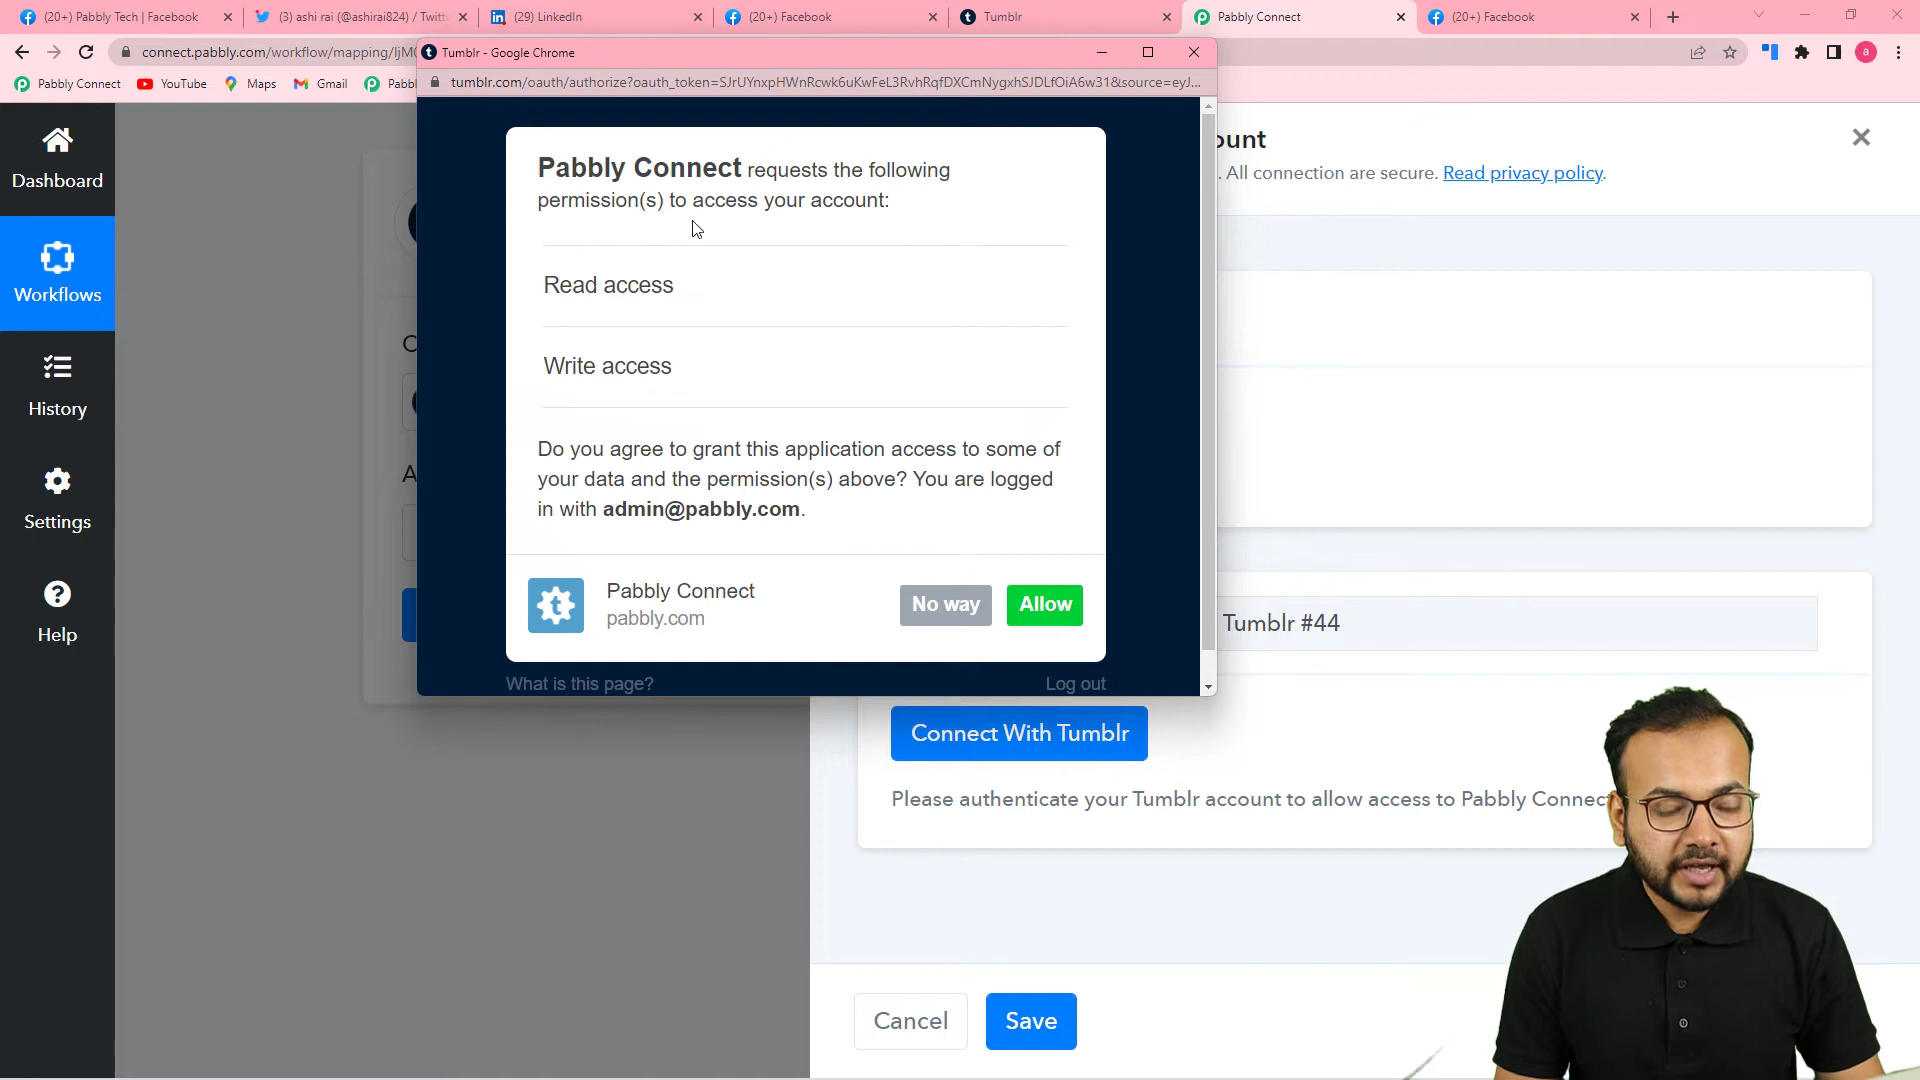 (20+) Pabbly Tech | Facebook
(3) ashi rai (@ashirai824) / Twitt
(29) LinkedIn
(20+) Facebook
Tumblr
Pabbly Connect
(20+) Facebook
connect.pabbly.com/workflow/mapping/
Tumblr - Google Chrome
a
Pabbly Connect
YouTube
Maps
Gmail
Pabbl
tumblr.com/oauth/authorize?oauth_token=SJrUYnxpHWnRcwk6uKwFeL3RvhRqfDXCmNygxhSJDLfOiA6w31&source=eyJ...
Dashboard
Workflows
History
Settings
Help
Pabbly Connect requests the following
permission(s) to access your account:
Read access
Write access
Do you agree to grant this application access to some of
your data and the permission(s) above? You are logged
in with admin@pabbly.com.
Pabbly Connect
pabbly.com
No way
Allow
What is this page?
Log out
ount
. All connection are secure. Read privacy policy.
Tumblr #44
Connect With Tumblr
Please authenticate your Tumblr account to allow access to Pabbly Connec
Cancel
Save